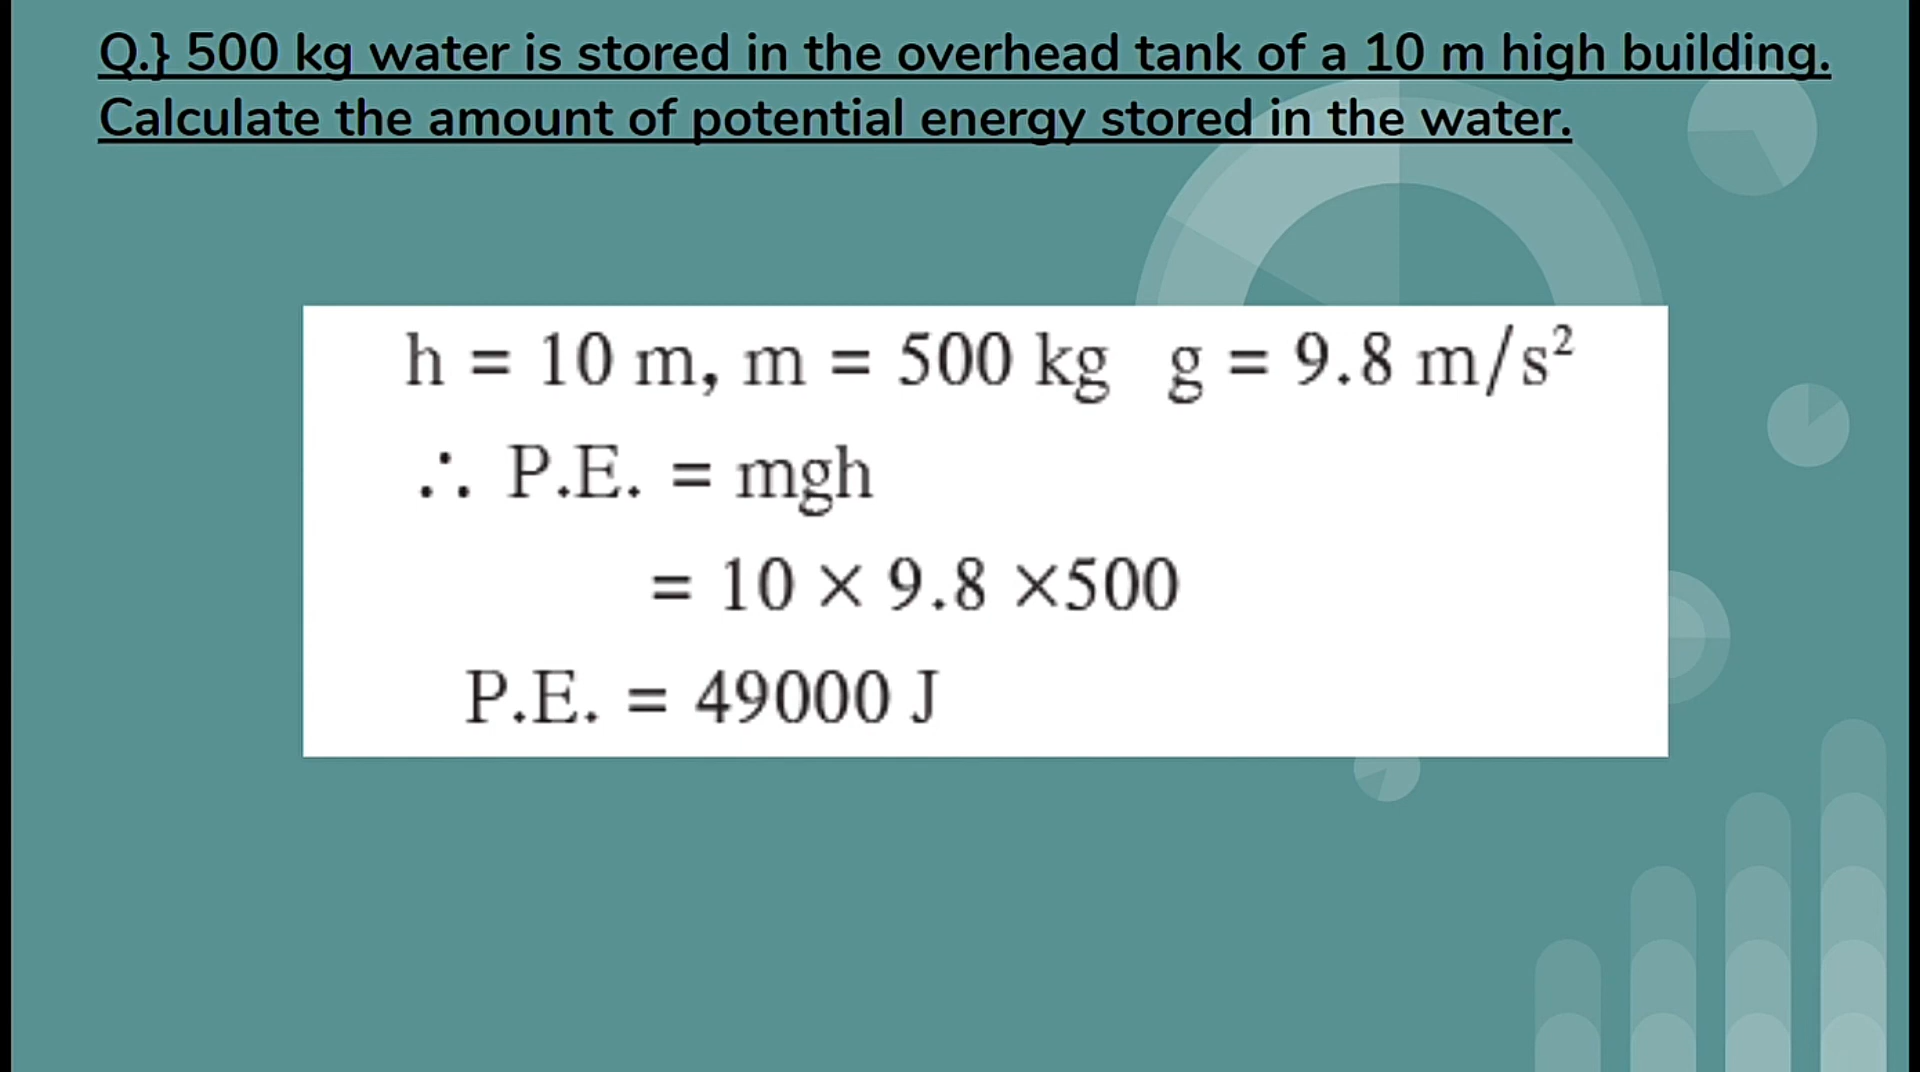 Q.} 500 kg water is stored in the overhead tank of a 10 m high building.
Calculate the amount of potential energy stored in the water.
h = 10 m, m = 500 kg g = 9.8 m/s²
∴ P.E. = mgh
= 10 × 9.8 ×500
P.E. = 49000 J